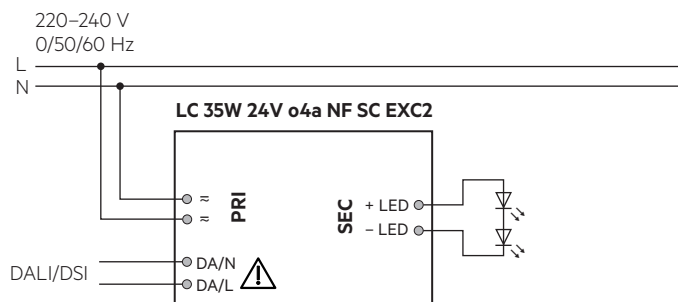 220–240 V
0/50/60 Hz
L
N
LC 35W 24V o4a NF SC EXC2
≂
PRI
≂
SEC
+ LED
– LED
DALI/DSI
DA/N
DA/L